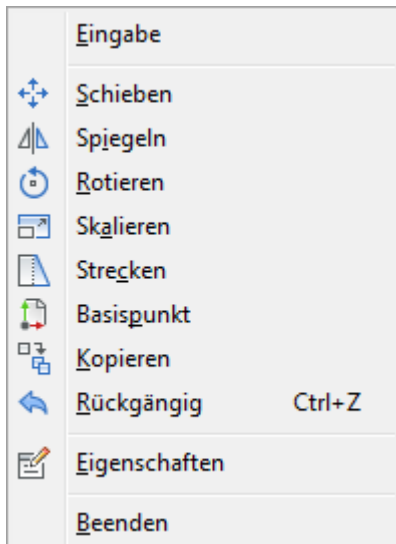 Eingabe
Schieben
Spiegeln
Rotieren
Skalieren
Strecken
Basispunkt
Kopieren
Rückgängig Ctrl+Z
Eigenschaften
Beenden